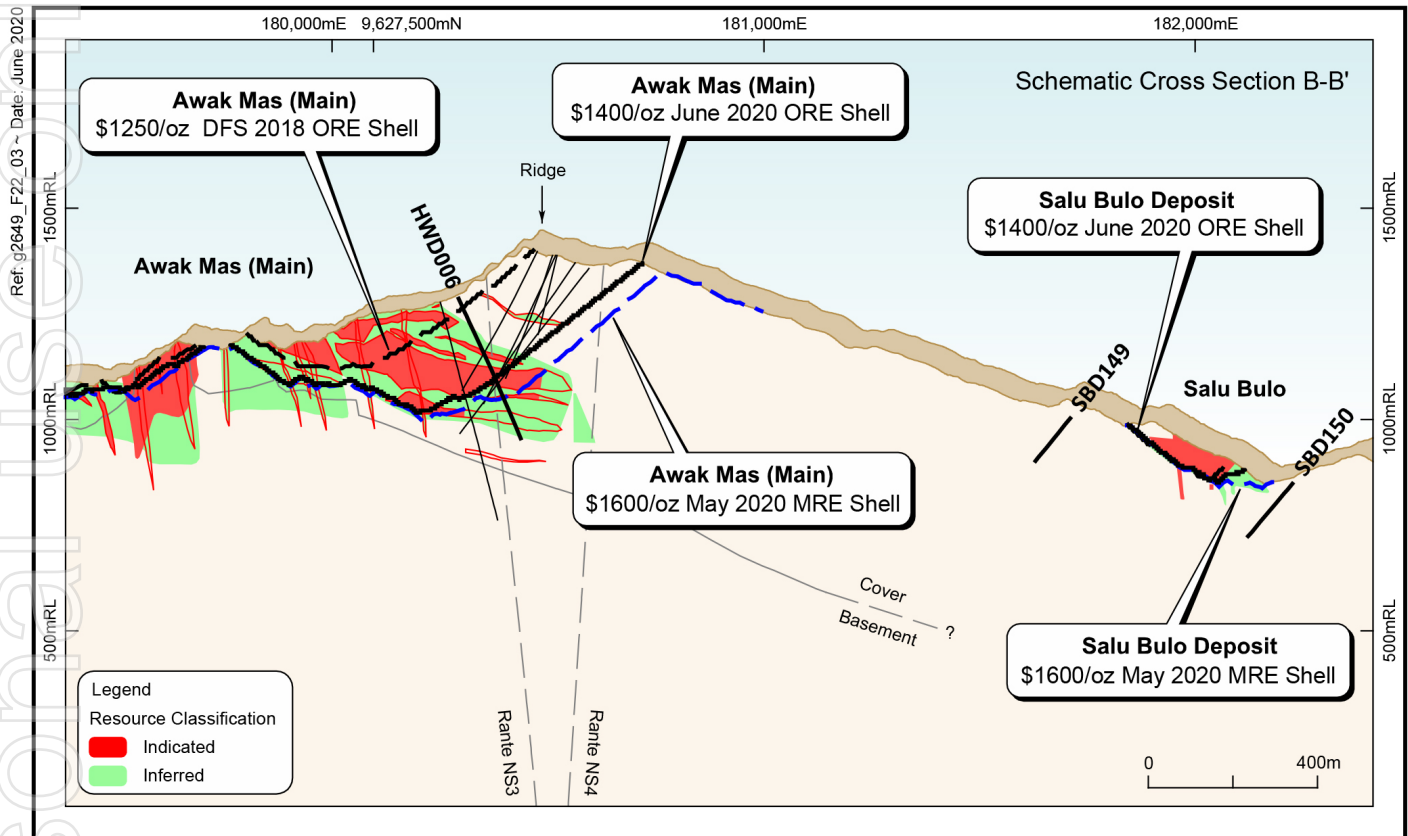 180,000mE 9,627,500mN
181,000mE
182,000mE
Ref: g2649_F22_03 ~ Date: June 2020
Schematic Cross Section B-B'
Awak Mas (Main)
$1250/oz DFS 2018 ORE Shell
Awak Mas (Main)
$1400/oz June 2020 ORE Shell
Ridge
Salu Bulo Deposit
$1400/oz June 2020 ORE Shell
1500mRL
1500mRL
HWD006
Awak Mas (Main)
SBD149
Salu Bulo
SBD150
1000mRL
1000mRL
Awak Mas (Main)
$1600/oz May 2020 MRE Shell
Cover
Basement
?
500mRL
500mRL
Salu Bulo Deposit
$1600/oz May 2020 MRE Shell
Legend
Resource Classification
Indicated
Inferred
Rante NS3
Rante NS4
0 400m
sonal use on